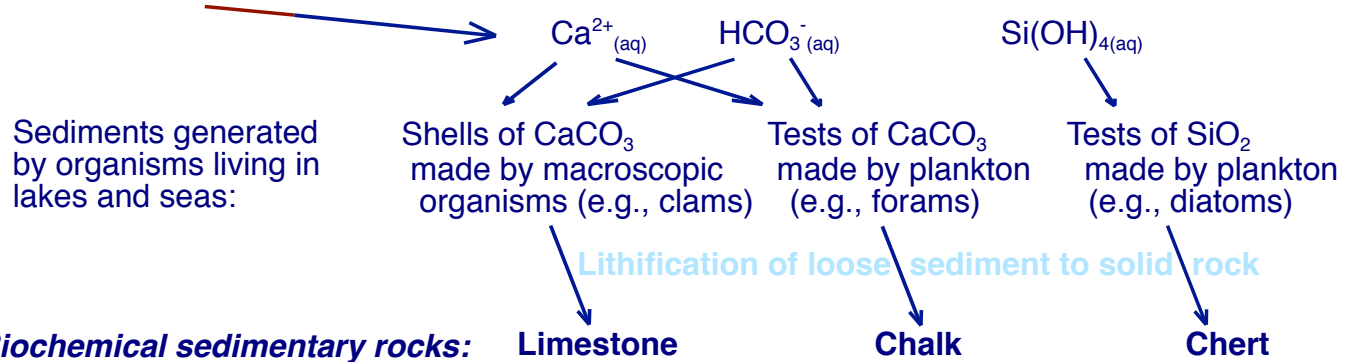 Ca²⁺(aq) HCO₃⁻(aq) Si(OH)₄(aq)
Sediments generated
by organisms living in
lakes and seas:
Shells of CaCO₃
made by macroscopic
organisms (e.g., clams)
Tests of CaCO₃
made by plankton
(e.g., forams)
Tests of SiO₂
made by plankton
(e.g., diatoms)
Lithification of loose sediment to solid rock
iochemical sedimentary rocks: Limestone Chalk Chert